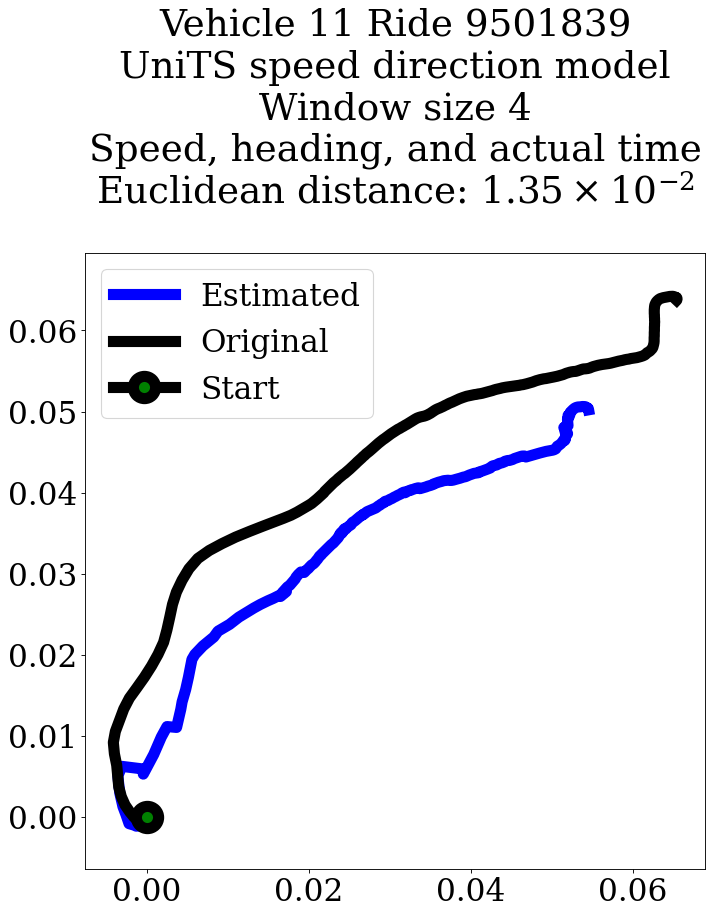 Vehicle 11 Ride 9501839
UniTS speed direction model
Window size 4
Speed, heading, and actual time
Euclidean distance: 1.35 × 10⁻²
Estimated
Original
Start
0.06
0.05
0.04
0.03
0.02
0.01
0.00
0.00 0.02 0.04 0.06